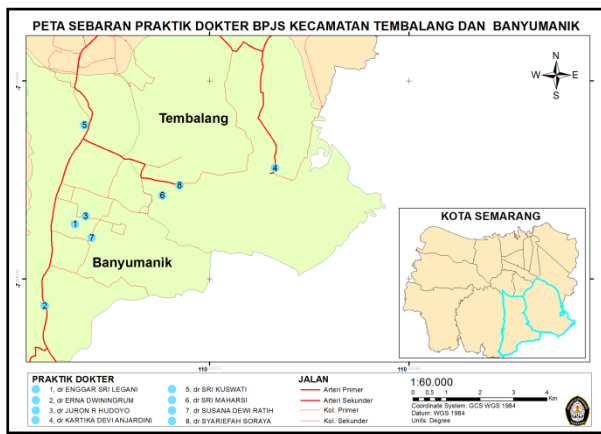 PETA SEBARAN PRAKTIK DOKTER BPJS KECAMATAN TEMBALANG DAN BANYUMANIK
N
W E
S
Tembalang
5
4
8
6
3
1
7
Banyumanik
2
KOTA SEMARANG
PRAKTIK DOKTER
1, dr ENGGAR SRI LEGANI
2, dr ERNA DWININGRUM
3, dr JURON R HUDOYO
4, dr KARTIKA DEVI ANJARDINI
5, dr SRI KUSWATI
6, dr SRI MAHARSI
7, dr SUSANA DEWI RATIH
8, dr SYARIEFAH SORAYA
JALAN
Arteri Primer
Arteri Sekunder
Kol. Primer
Kol. Sekunder
1:60.000
0 0,5 1 2 3 4
Km
Coordinate System: GCS WGS 1984
Datum: WGS 1984
Units: Degree